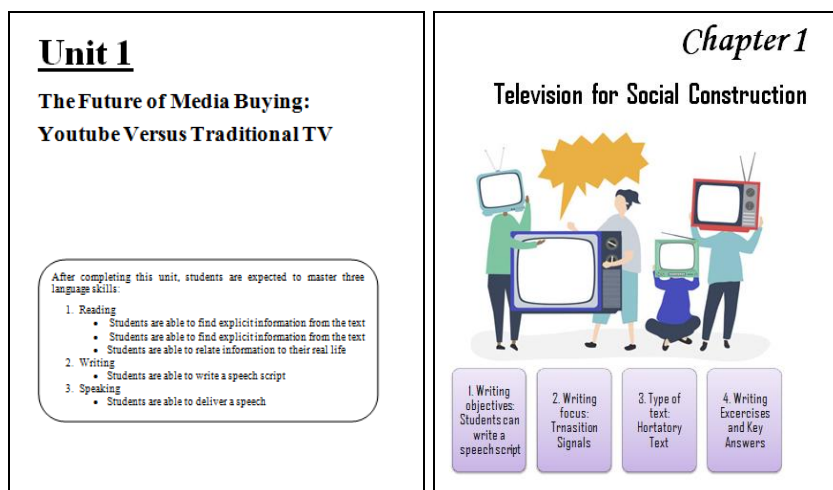 Unit 1
The Future of Media Buying:
Youtube Versus Traditional TV
After completing this unit, students are expected to master three
language skills:
1. Reading
• Students are able to find explicit information from the text
• Students are able to find explicit information from the text
• Students are able to relate information to their real life
2. Writing
• Students are able to write a speech script
3. Speaking
• Students are able to deliver a speech
Chapter 1
Television for Social Construction
1. Writing
objectives:
Students can
write a
speech script
2. Writing
focus:
Trnasition
Signals
3. Type of
text:
Hortatory
Text
4. Writing
Excercises
and Key
Answers